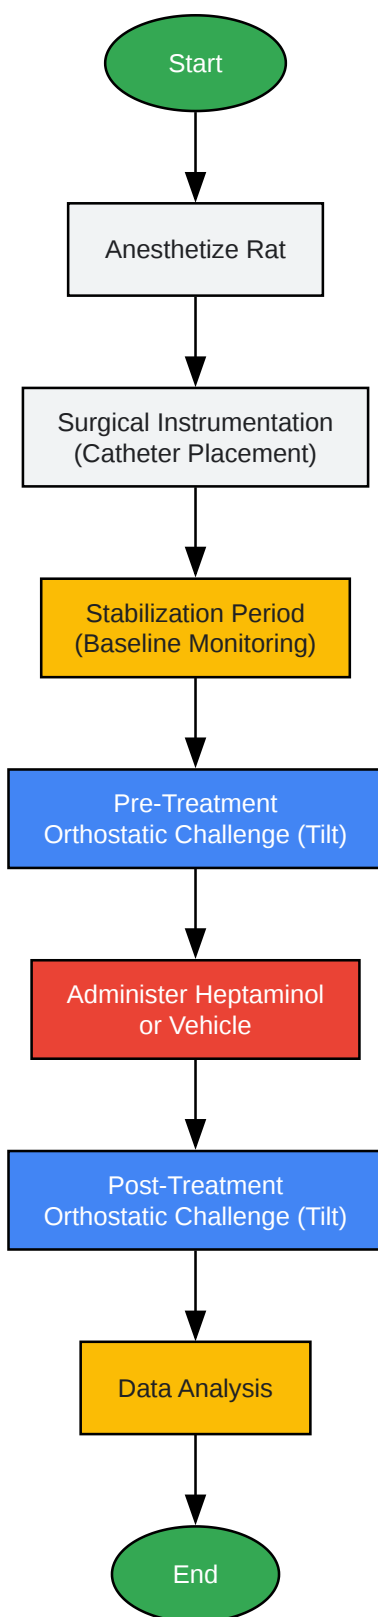 Start
Anesthetize Rat
Surgical Instrumentation
(Catheter Placement)
Stabilization Period
(Baseline Monitoring)
Pre-Treatment
Orthostatic Challenge (Tilt)
Administer Heptaminol
or Vehicle
Post-Treatment
Orthostatic Challenge (Tilt)
Data Analysis
End